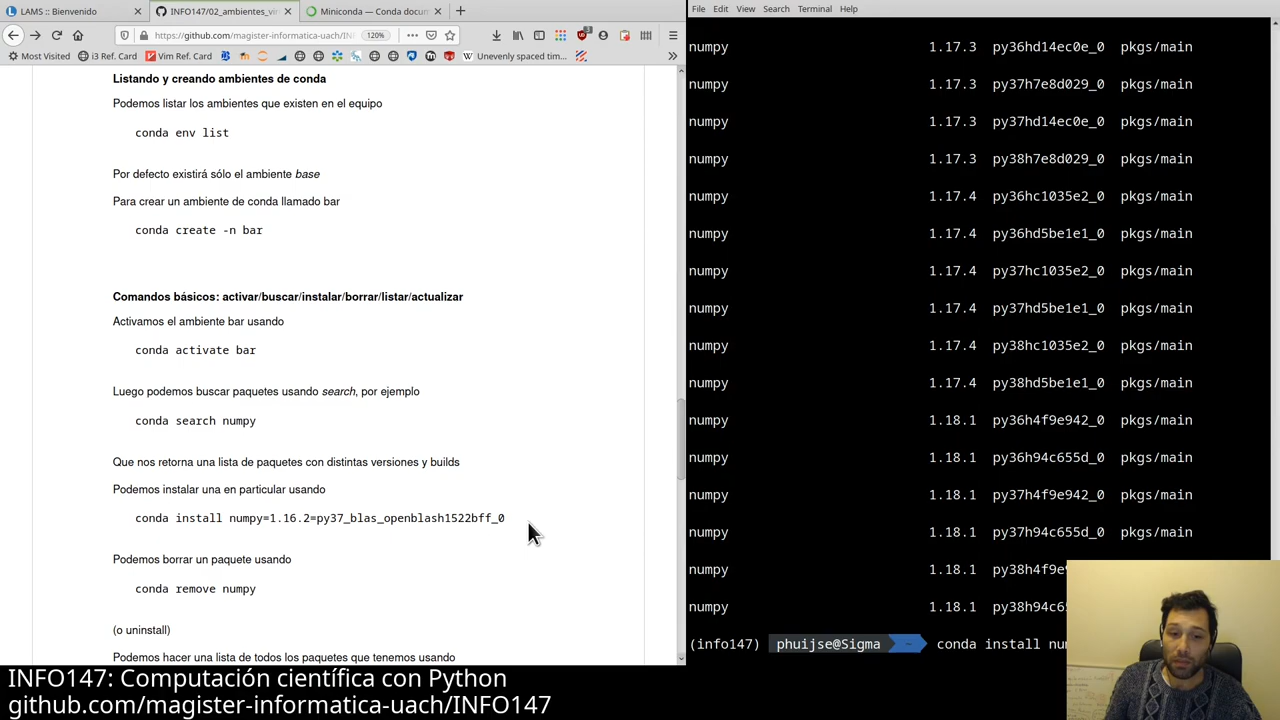 LAMS :: Bienvenido
INFO147/02_ambientes_vi
Miniconda — Conda docum
https://github.com/magister-informatica-uach/INFO
120%
Most Visited
i3 Ref. Card
Vim Ref. Card
Unevenly spaced tim...
Listando y creando ambientes de conda
Podemos listar los ambientes que existen en el equipo
conda env list
Por defecto existirá sólo el ambiente base
Para crear un ambiente de conda llamado bar
conda create -n bar
Comandos básicos: activar/buscar/instalar/borrar/listar/actualizar
Activamos el ambiente bar usando
conda activate bar
Luego podemos buscar paquetes usando search, por ejemplo
conda search numpy
Que nos retorna una lista de paquetes con distintas versiones y builds
Podemos instalar una en particular usando
conda install numpy=1.16.2=py37_blas_openblash1522bff_0
Podemos borrar un paquete usando
conda remove numpy
(o uninstall)
Podemos hacer una lista de todos los paquetes que tenemos usando
File Edit View Search Terminal Help
numpy 1.17.3 py36hd14ec0e_0 pkgs/main
numpy 1.17.3 py37h7e8d029_0 pkgs/main
numpy 1.17.3 py37hd14ec0e_0 pkgs/main
numpy 1.17.3 py38h7e8d029_0 pkgs/main
numpy 1.17.4 py36hc1035e2_0 pkgs/main
numpy 1.17.4 py36hd5be1e1_0 pkgs/main
numpy 1.17.4 py37hc1035e2_0 pkgs/main
numpy 1.17.4 py37hd5be1e1_0 pkgs/main
numpy 1.17.4 py38hc1035e2_0 pkgs/main
numpy 1.17.4 py38hd5be1e1_0 pkgs/main
numpy 1.18.1 py36h4f9e942_0 pkgs/main
numpy 1.18.1 py36h94c655d_0 pkgs/main
numpy 1.18.1 py37h4f9e942_0 pkgs/main
numpy 1.18.1 py37h94c655d_0 pkgs/main
numpy 1.18.1 py38h4f9e
numpy 1.18.1 py38h94c65
(info147) phuijse@Sigma ~ conda install nu
INFO147: Computación científica con Python
github.com/magister-informatica-uach/INFO147